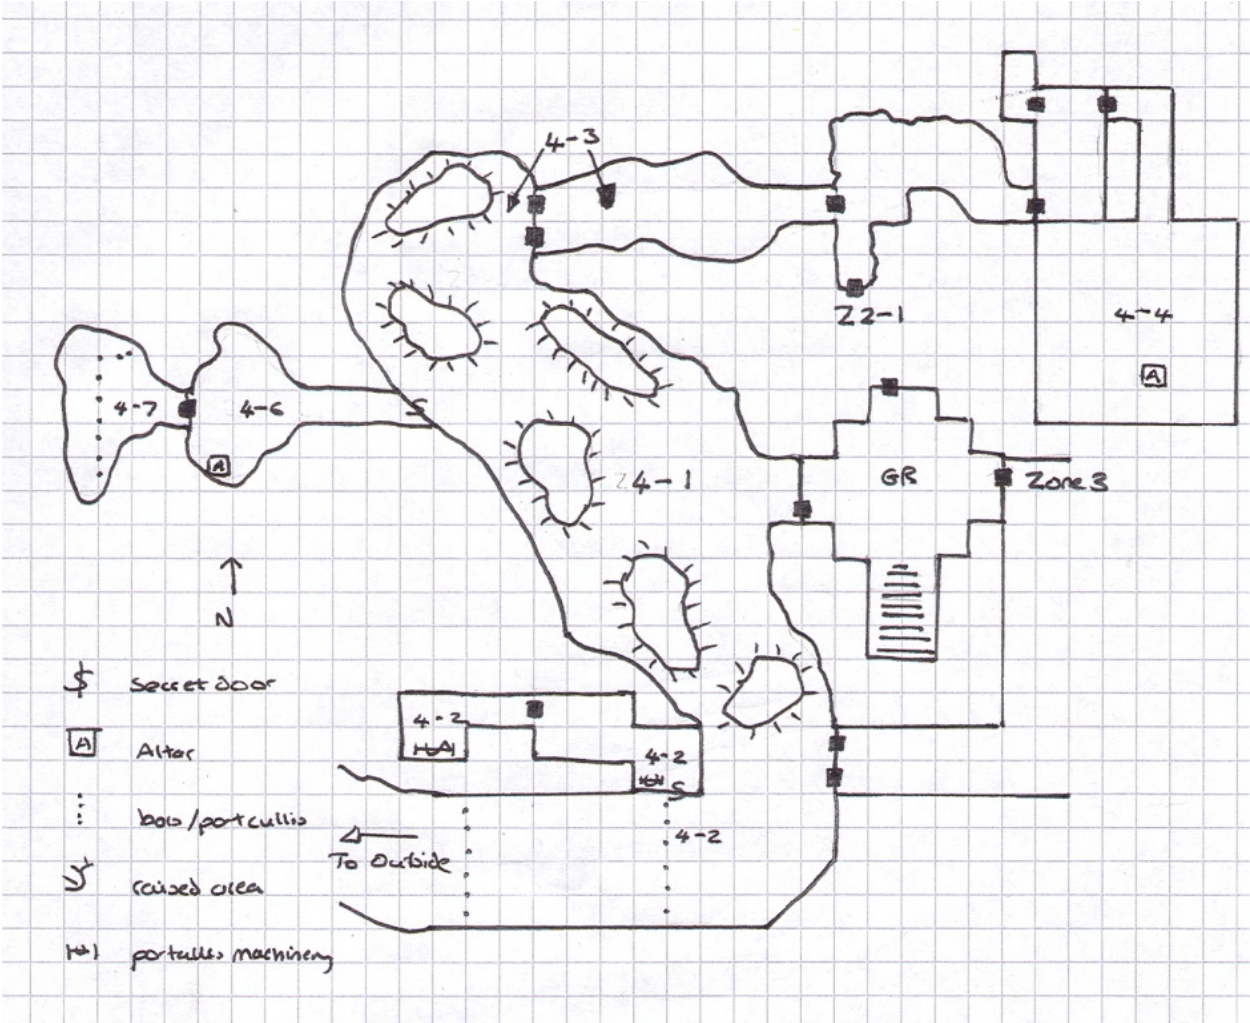 4-3
Z2-1
4-4
A
4-7
4-6
A
S
Z4-1
GR
Zone 3
N
$ Secret door
4-2
4-2
S
A Altar
bars/portcullis
4-2
To Outside
raised area
portcullis machinery